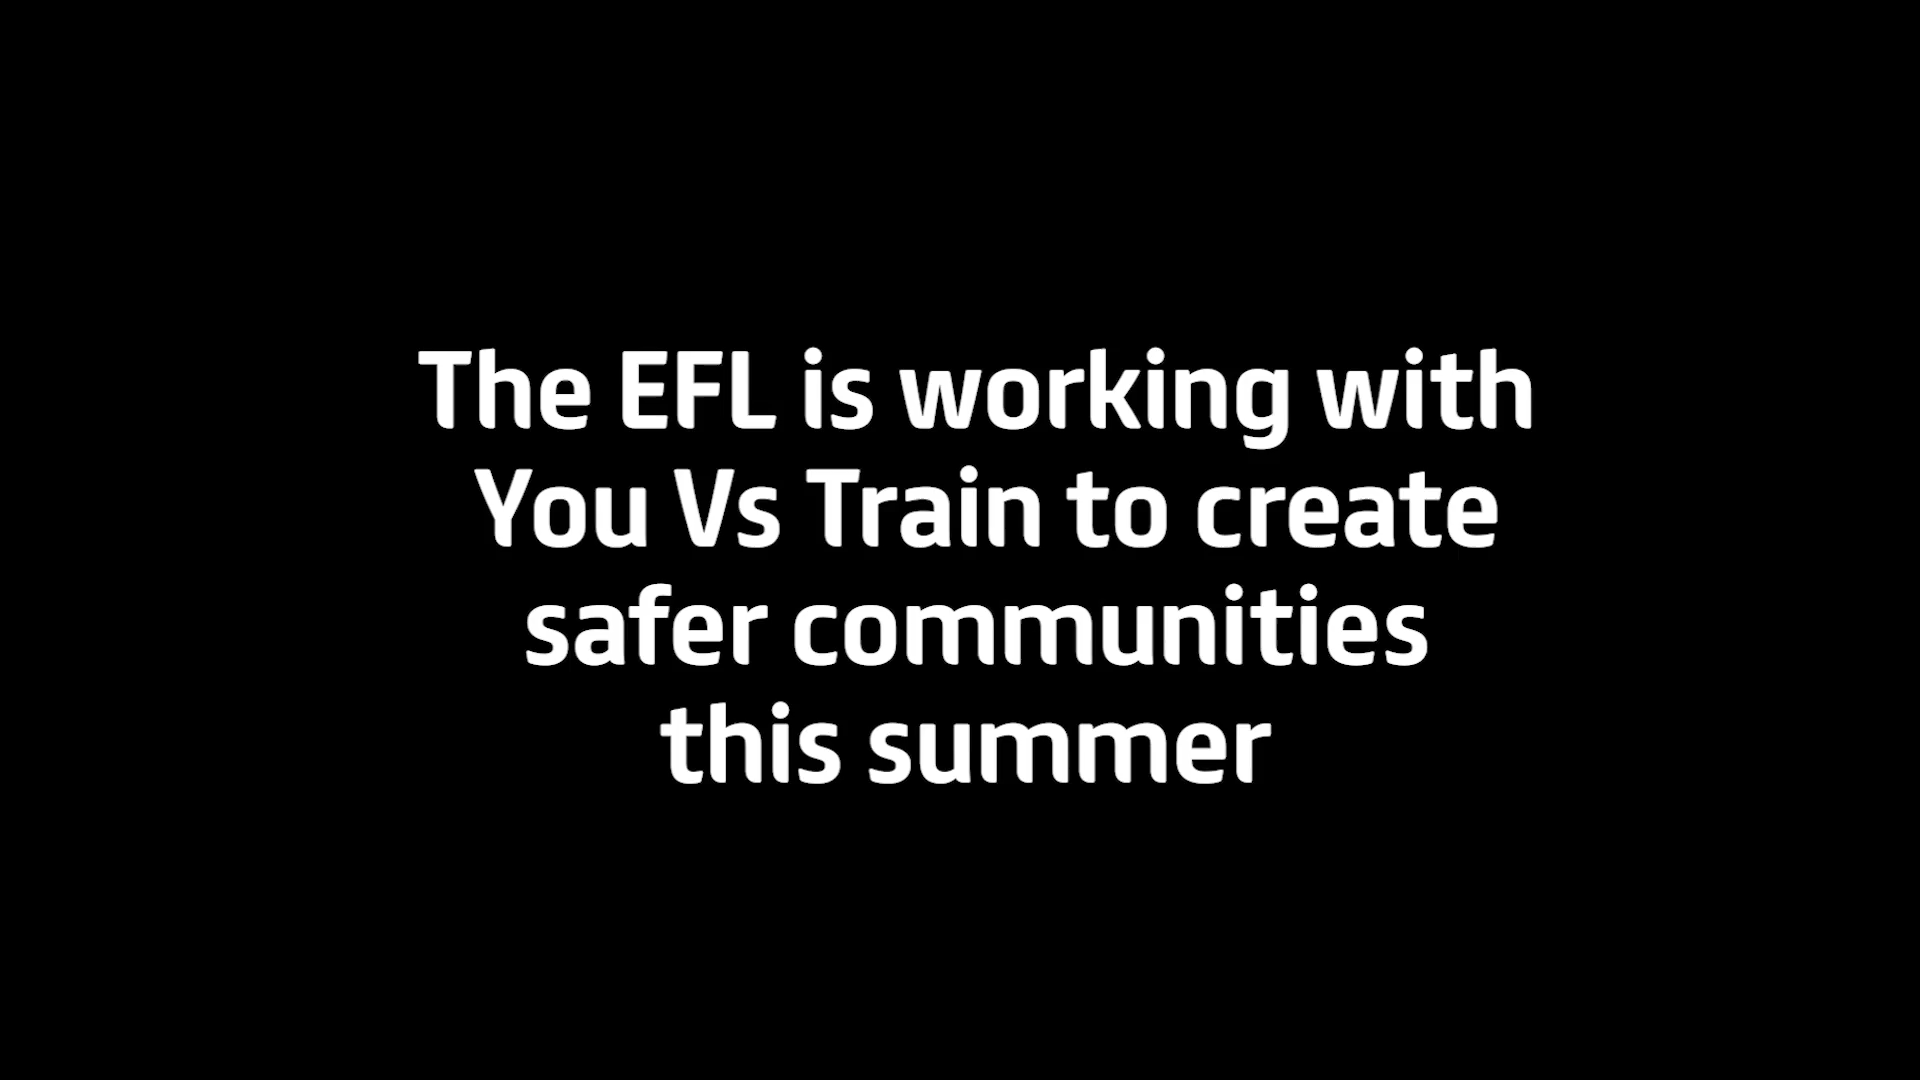 The EFL is working with
You Vs Train to create
safer communities
this summer